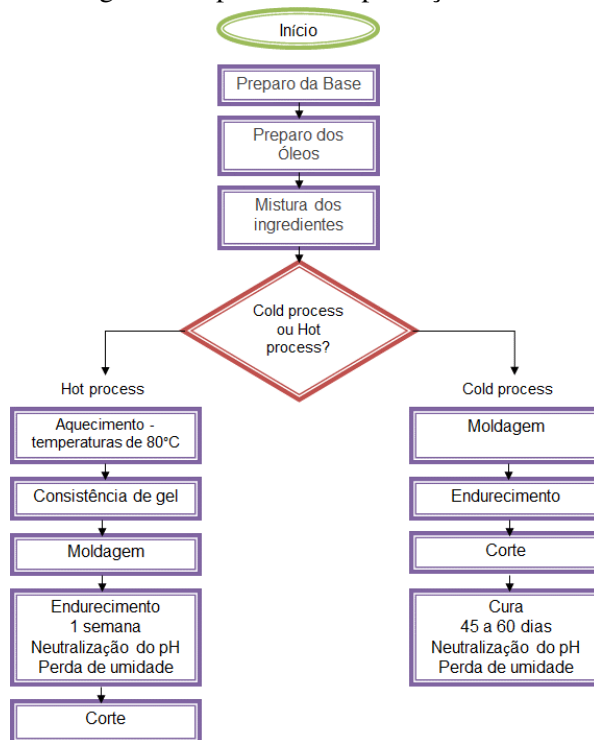 Início
Preparo da Base
Preparo dos
Óleos
Mistura dos
ingredientes
Cold process
ou Hot
process?
Hot process
Aquecimento -
temperaturas de 80°C
Consistência de gel
Moldagem
Endurecimento
1 semana
Neutralização do pH
Perda de umidade
Corte
Cold process
Moldagem
Endurecimento
Corte
Cura
45 a 60 dias
Neutralização do pH
Perda de umidade